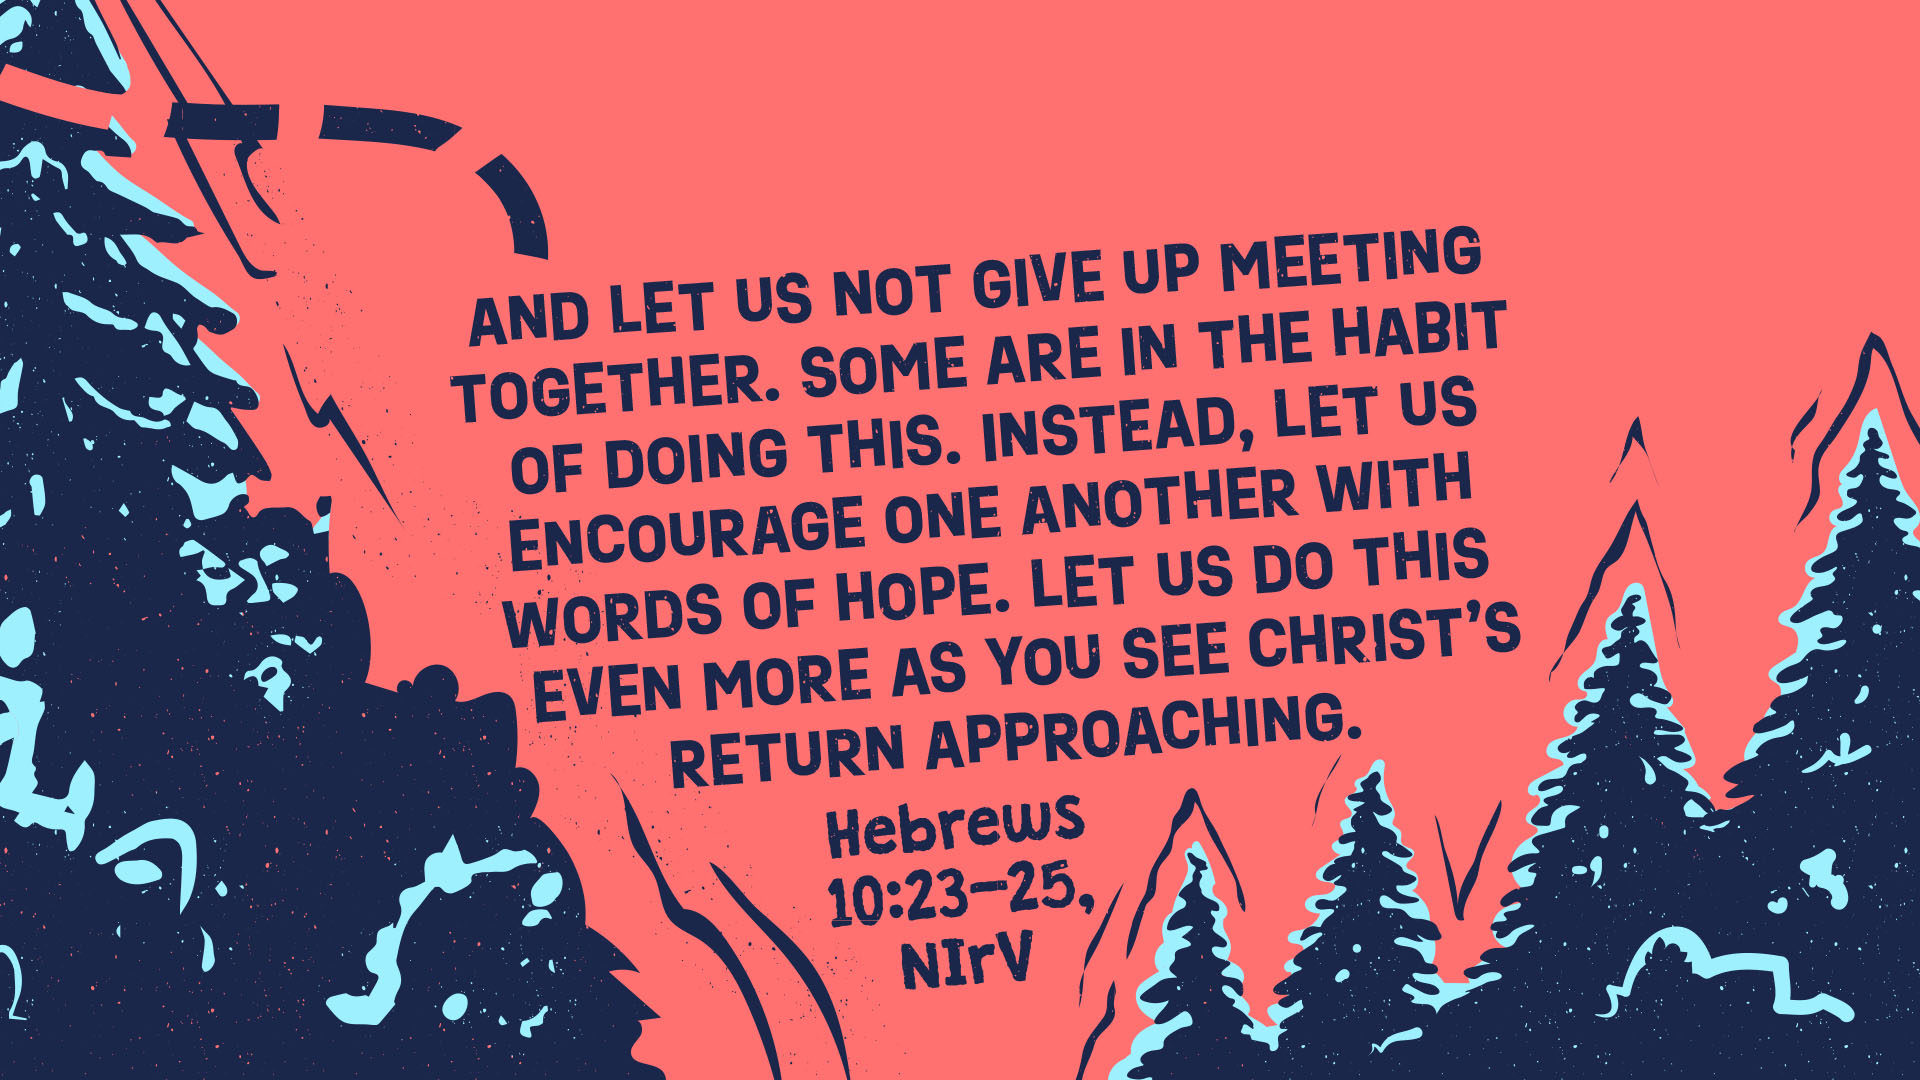 AND LET US NOT GIVE UP MEETING
TOGETHER. SOME ARE IN THE HABIT
OF DOING THIS. INSTEAD, LET US
ENCOURAGE ONE ANOTHER WITH
WORDS OF HOPE. LET US DO THIS
EVEN MORE AS YOU SEE CHRIST’S
RETURN APPROACHING.
Hebrews
10:23–25,
NIrV